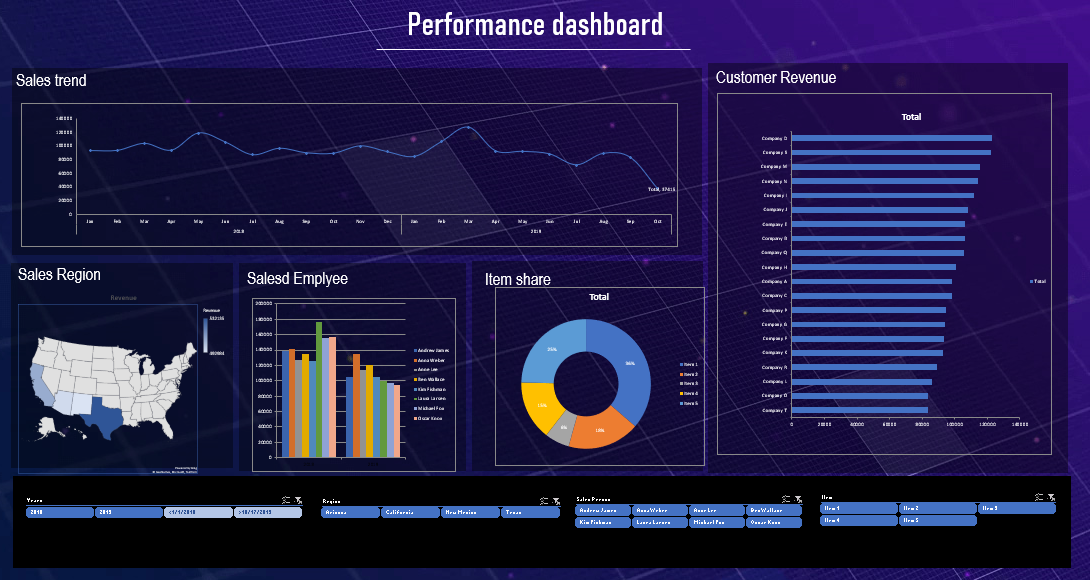 Performance dashboard
Sales trend
140000
120000
100000
80000
60000
40000
20000
0
Total, 37415
Jan Feb Mar Apr May Jun Jul Aug Sep Oct Nov Dec Jan Feb Mar Apr May Jun Jul Aug Sep Oct
2018 2019
Customer Revenue
Total
Company D
Company S
Company W
Company N
Company I
Company J
Company E
Company B
Company Q
Company H
Company A
Company C
Company P
Company G
Company F
Company K
Company R
Company L
Company O
Company T
0 20000 40000 60000 80000 100000 120000 140000
Total
Sales Region
Revenue
Revenue
Salesd Emplyee
200000
180000
160000
140000
120000
100000
80000
60000
40000
20000
0
Andrew James
Anna Weber
Anne Lee
Ben Wallace
Kim Fishman
Laura Larsen
Michael Fox
Oscar Knox
Item share
Total
36%
25%
Item 1
Item 2
Item 3
Item 4
Item 5
Years
2018 2019 <1/1/2018 >10/17/2019
Region
Arizona California New Mexico Texas
Sales Person
Andrew James Anna Weber Anne Lee Ben Wallace
Kim Fishman Laura Larsen Michael Fox Oscar Knox
Item
Item 1 Item 2 Item 3
Item 4 Item 5